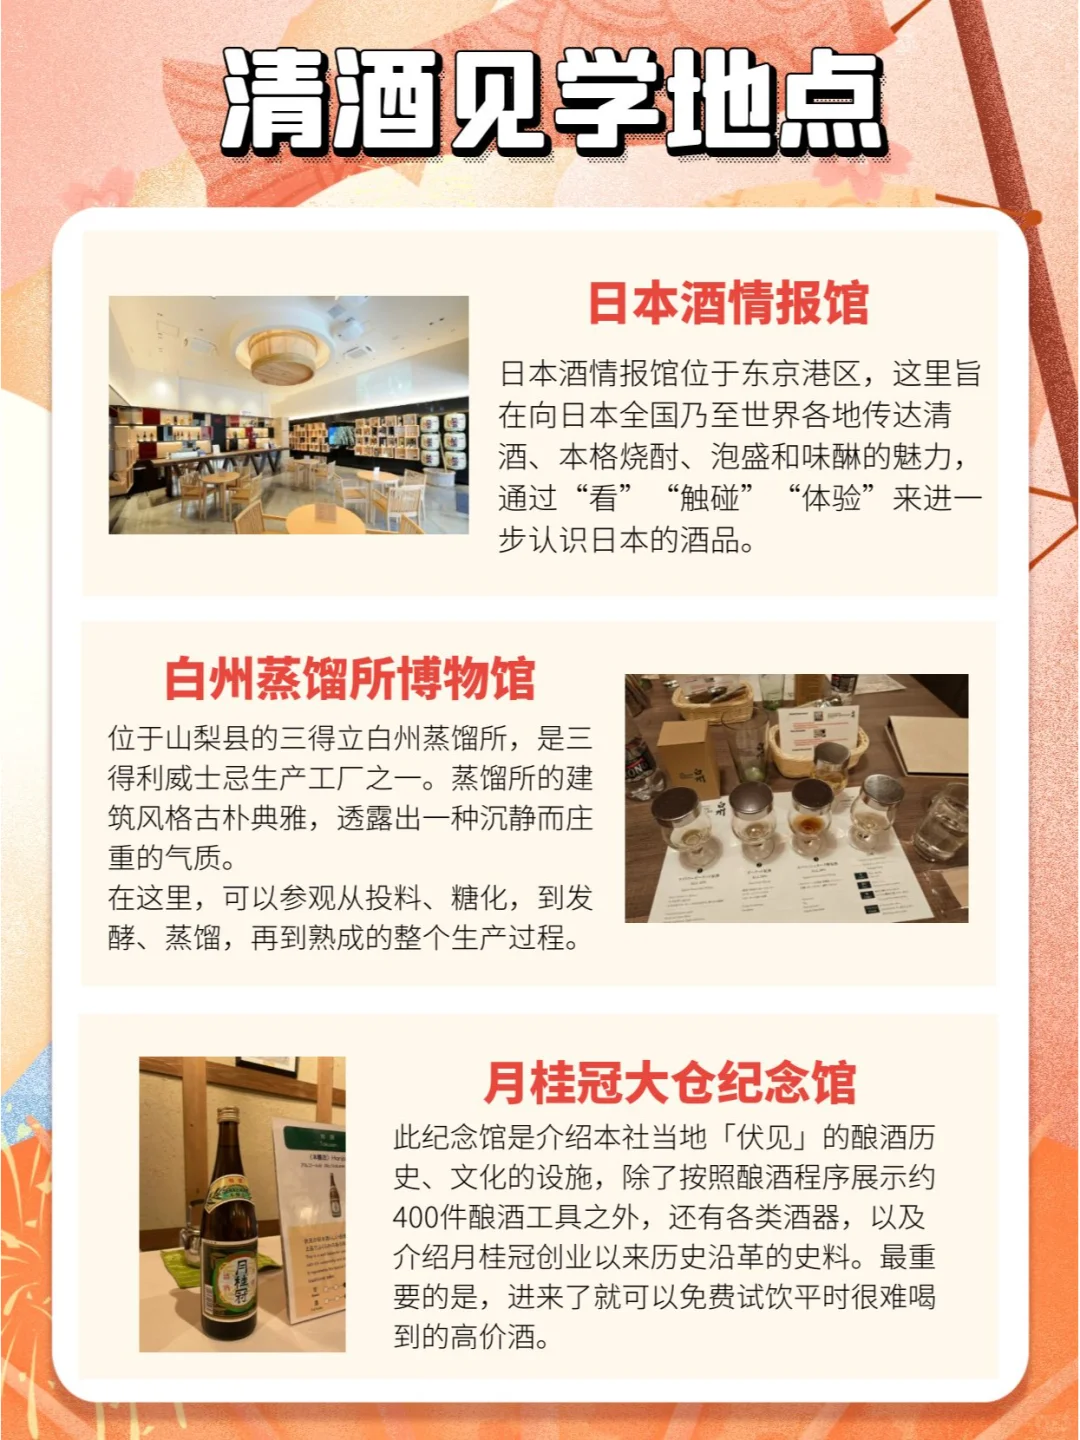 清酒见学地点
日本酒情报馆
日本酒情报馆位于东京港区，这里旨
在向日本全国乃至世界各地传达清
酒、本格烧酎、泡盛和味醂的魅力，
通过“看”“触碰”“体验”来进一
步认识日本的酒品。
白州蒸馏所博物馆
位于山梨县的三得立白州蒸馏所，是三
得利威士忌生产工厂之一。蒸馏所的建
筑风格古朴典雅，透露出一种沉静而庄
重的气质。
在这里，可以参观从投料、糖化，到发
酵、蒸馏，再到熟成的整个生产过程。
白州
月桂冠大仓纪念馆
此纪念馆是介绍本社当地「伏见」的酿酒历
史、文化的设施，除了按照酿酒程序展示约
400件酿酒工具之外，还有各类酒器，以及
介绍月桂冠创业以来历史沿革的史料。最重
要的是，进来了就可以免费试饮平时很难喝
到的高价酒。
月桂冠